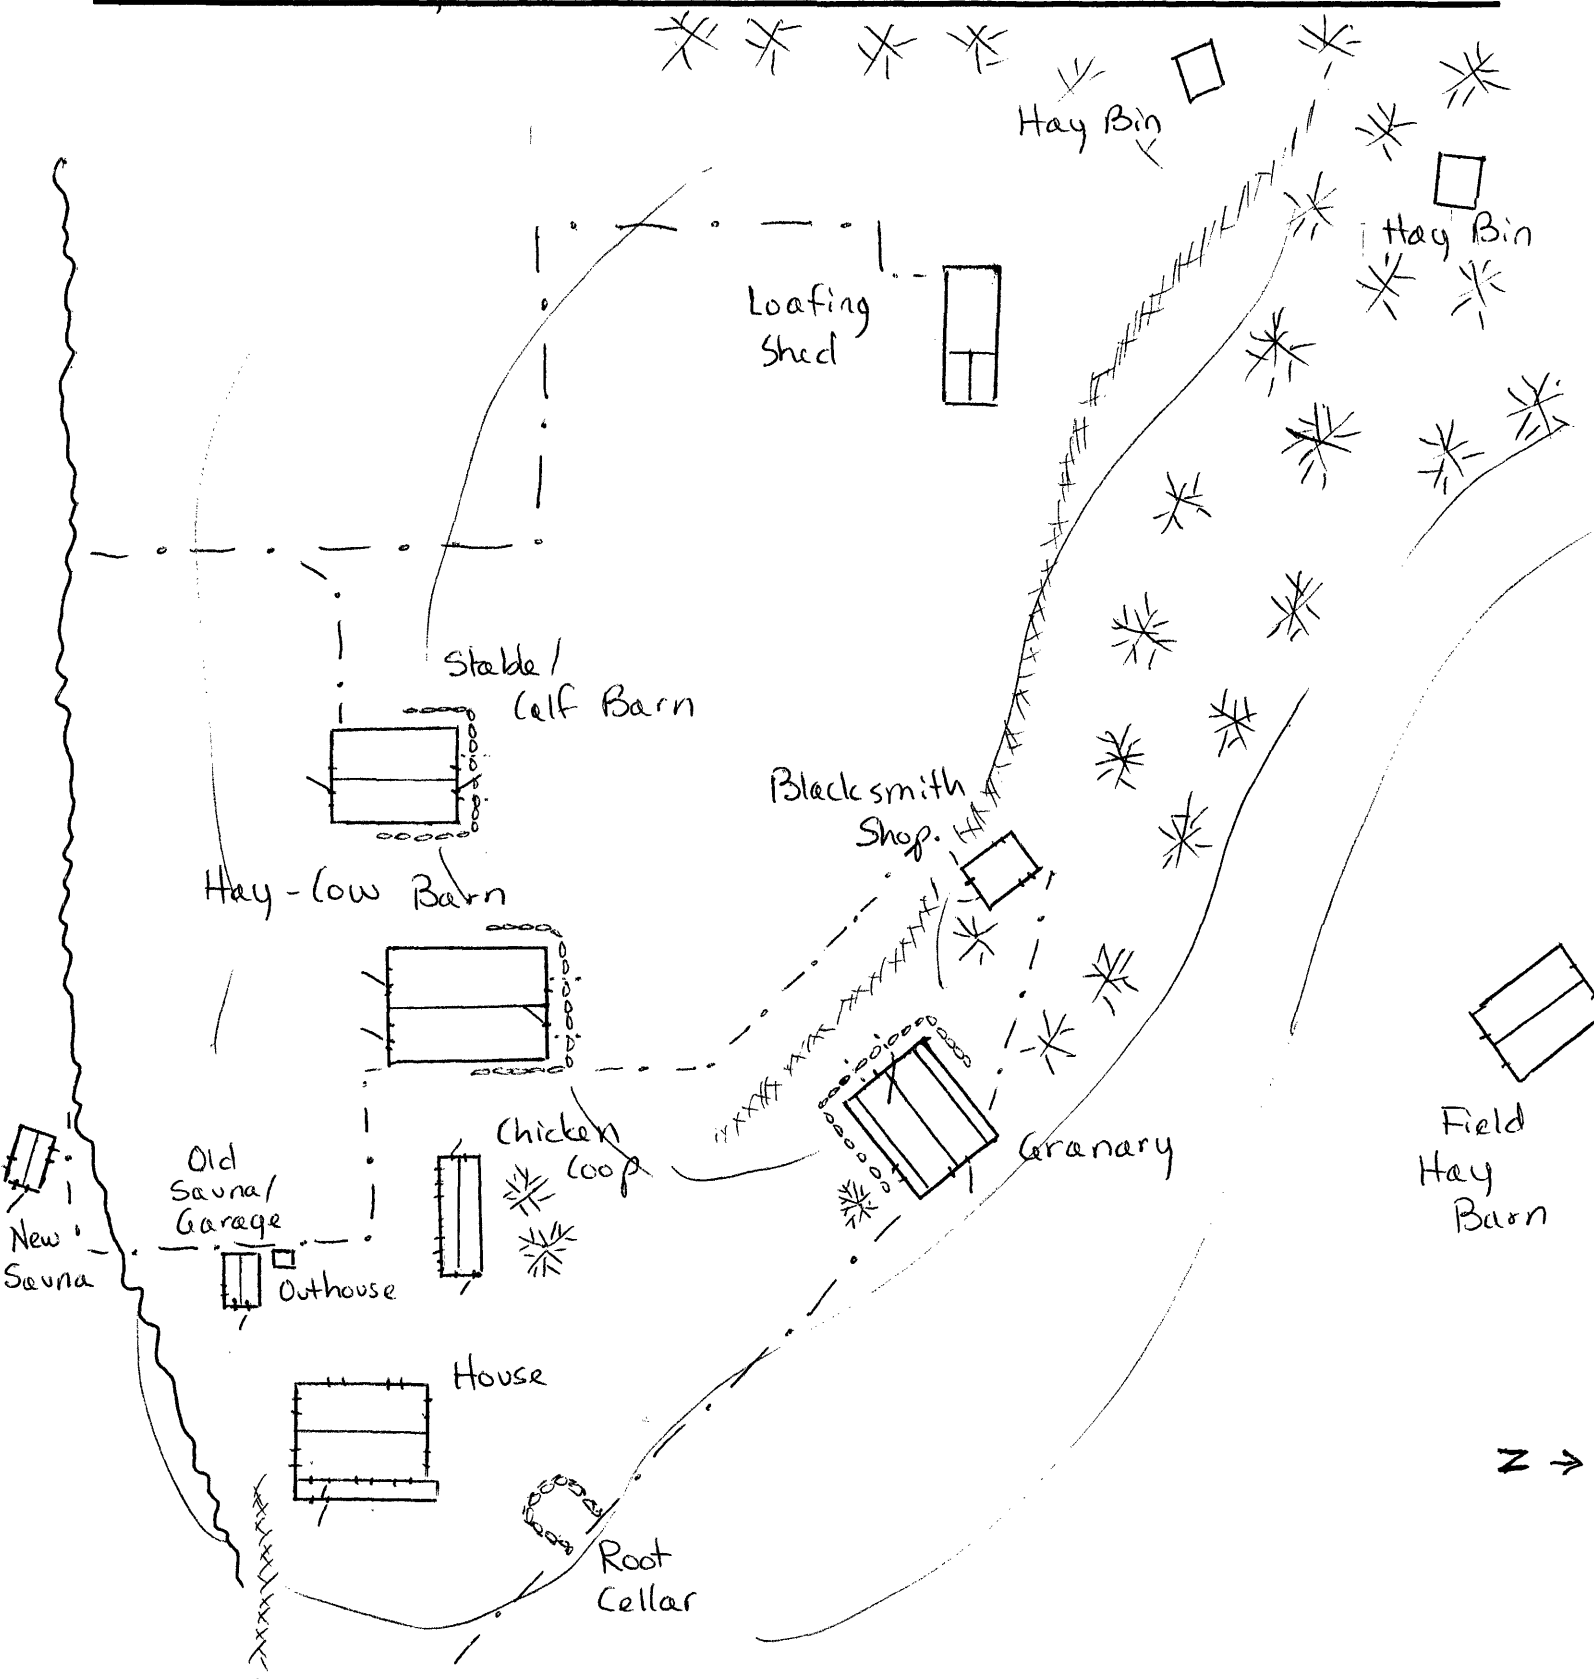 Hay Bin
Hay Bin
Loafing
Shed
Stable/
Calf Barn
Blacksmith
Shop.
Hay-Cow Barn
Chicken
Coop
Granary
Field
Hay
Barn
Old
Sauna/
Garage
New
Sauna
Outhouse
House
Root
Cellar
N →